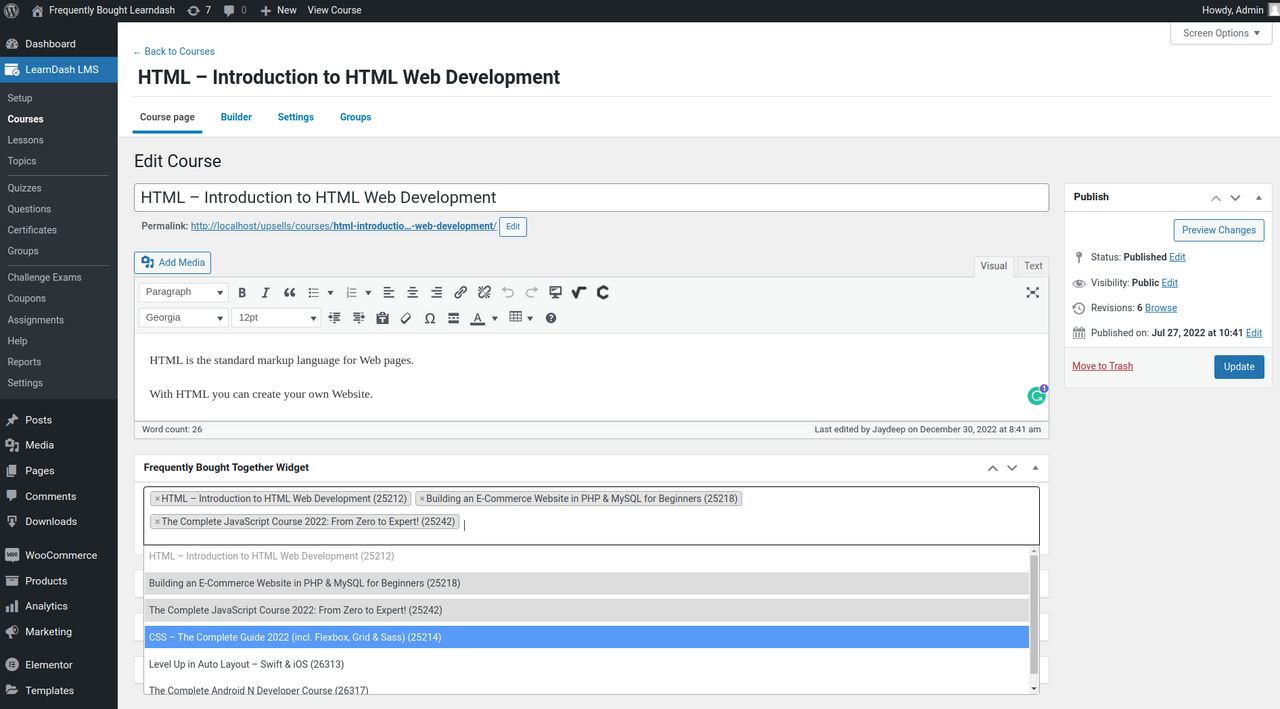 Frequently Bought Learndash 7 0 New View Course Howdy, Admin
Screen Options
Dashboard
LearnDash LMS
Setup
Courses
Lessons
Topics
Quizzes
Questions
Certificates
Groups
Challenge Exams
Coupons
Assignments
Help
Reports
Settings
Posts
Media
Pages
Comments
Downloads
WooCommerce
Products
Analytics
Marketing
Elementor
Templates
← Back to Courses
HTML – Introduction to HTML Web Development
Course page Builder Settings Groups
Edit Course
HTML – Introduction to HTML Web Development
Permalink: http://localhost/upsells/courses/html-introductio…-web-development/ Edit
Add Media
Visual Text
Paragraph
Georgia 12pt
HTML is the standard markup language for Web pages.
With HTML you can create your own Website.
1
Word count: 26 Last edited by Jaydeep on December 30, 2022 at 8:41 am
Frequently Bought Together Widget
×HTML – Introduction to HTML Web Development (25212) ×Building an E-Commerce Website in PHP & MySQL for Beginners (25218)
×The Complete JavaScript Course 2022: From Zero to Expert! (25242)
HTML – Introduction to HTML Web Development (25212)
Building an E-Commerce Website in PHP & MySQL for Beginners (25218)
The Complete JavaScript Course 2022: From Zero to Expert! (25242)
CSS – The Complete Guide 2022 (incl. Flexbox, Grid & Sass) (25214)
Level Up in Auto Layout – Swift & iOS (26313)
The Complete Android N Developer Course (26317)
Publish
Preview Changes
Status: Published Edit
Visibility: Public Edit
Revisions: 6 Browse
Published on: Jul 27, 2022 at 10:41 Edit
Move to Trash Update